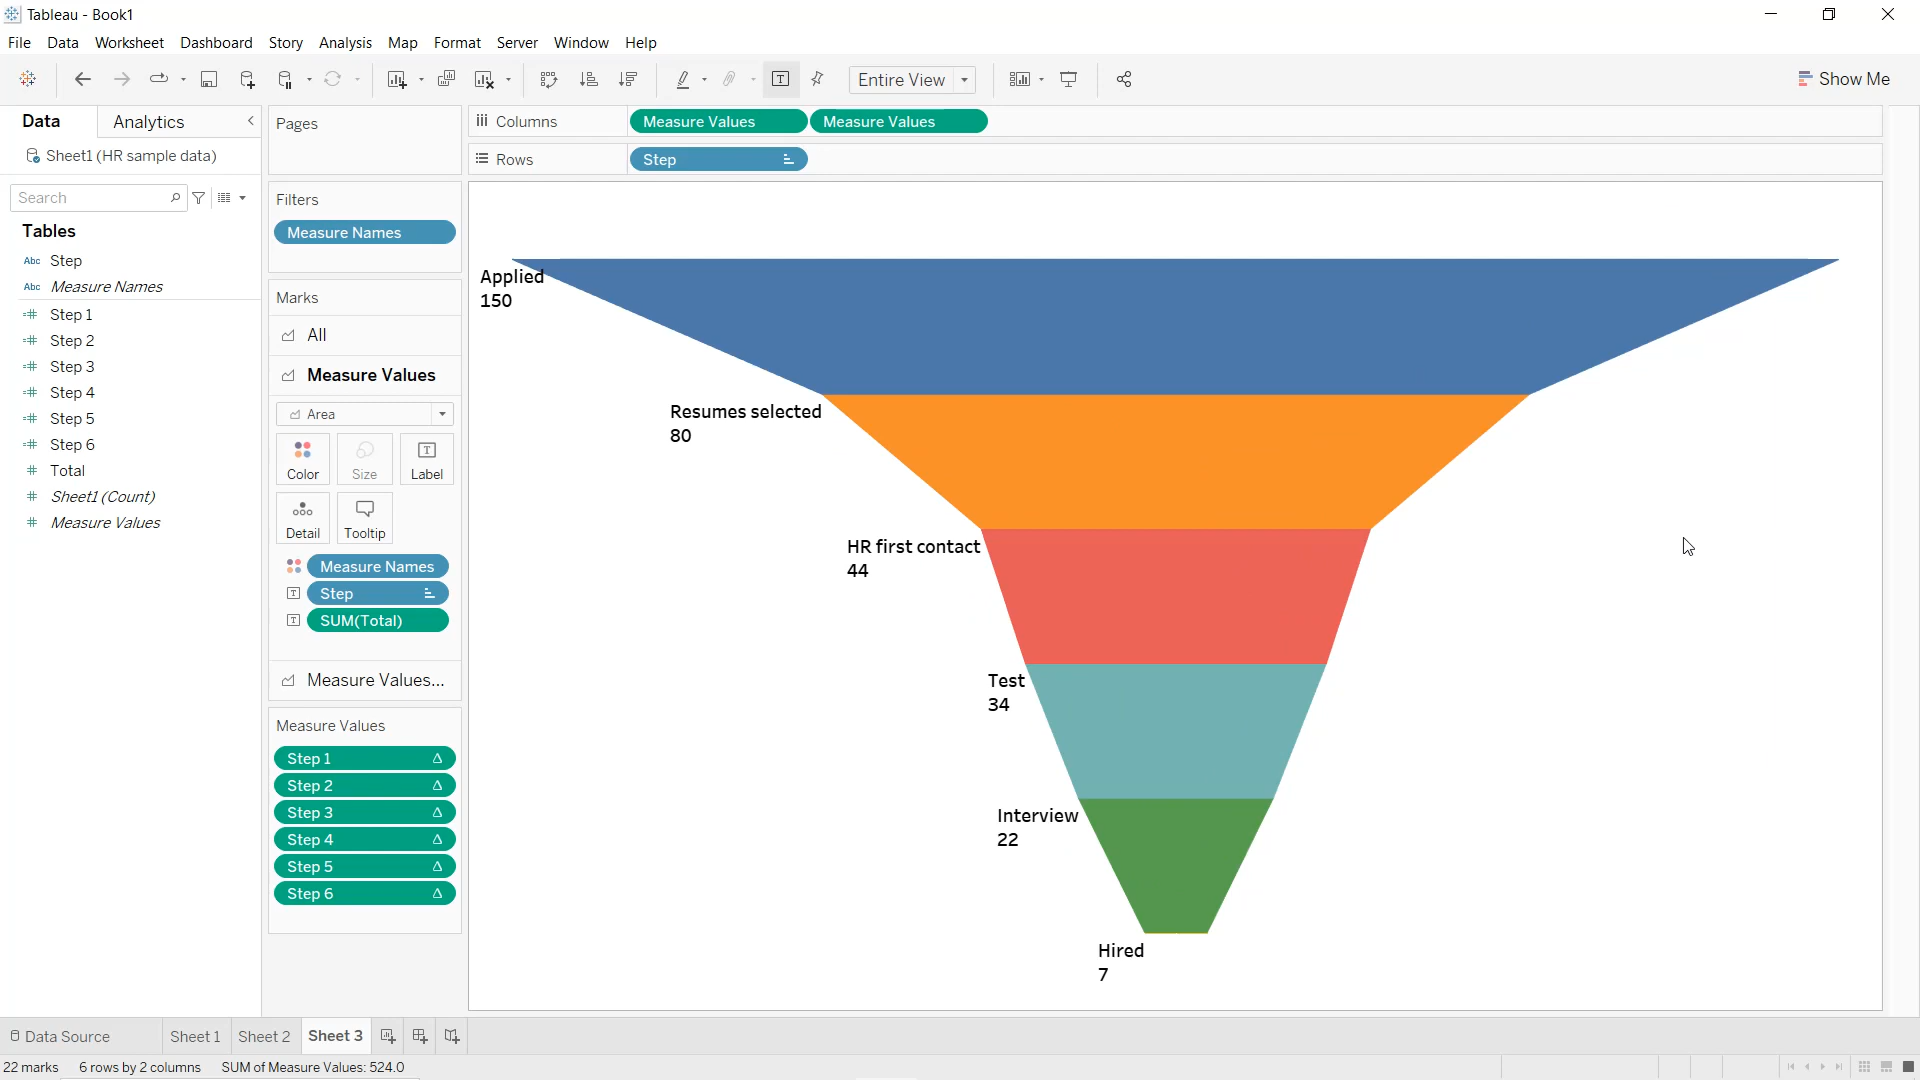 Tableau - Book1
File Data Worksheet Dashboard Story Analysis Map Format Server Window Help
Entire View
Show Me
Data Analytics
Sheet1 (HR sample data)
Search
Tables
Abc Step
Abc Measure Names
Step 1
Step 2
Step 3
Step 4
Step 5
Step 6
Total
Sheet1 (Count)
Measure Values
Pages
Filters
Measure Names
Marks
All
Measure Values
Area
Color Size T Label
Detail Tooltip
Measure Names
T Step
T SUM(Total)
Measure Values...
Measure Values
Step 1 Δ
Step 2 Δ
Step 3 Δ
Step 4 Δ
Step 5 Δ
Step 6 Δ
Columns Measure Values Measure Values
Rows Step
Applied
150
Resumes selected
80
HR first contact
44
Test
34
Interview
22
Hired
7
Data Source Sheet 1 Sheet 2 Sheet 3
22 marks 6 rows by 2 columns SUM of Measure Values: 524.0